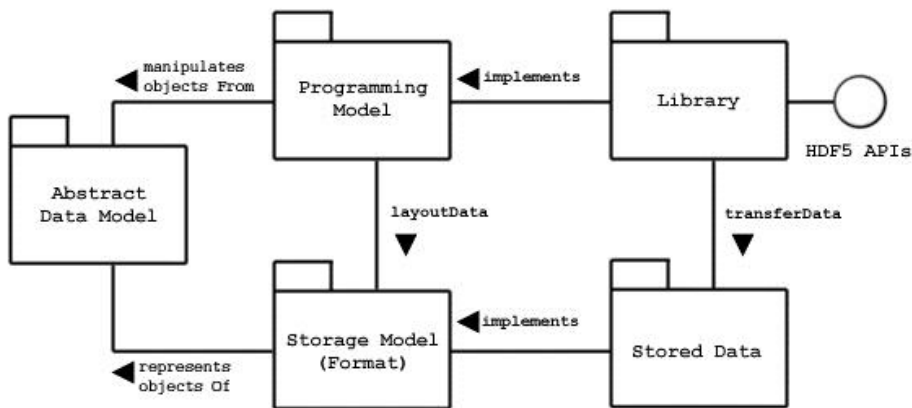 manipulates
objects From
Programming
Model
implements
Library
HDF5 APIs
Abstract
Data Model
layoutData
transferData
Storage Model
(Format)
implements
Stored Data
represents
objects Of